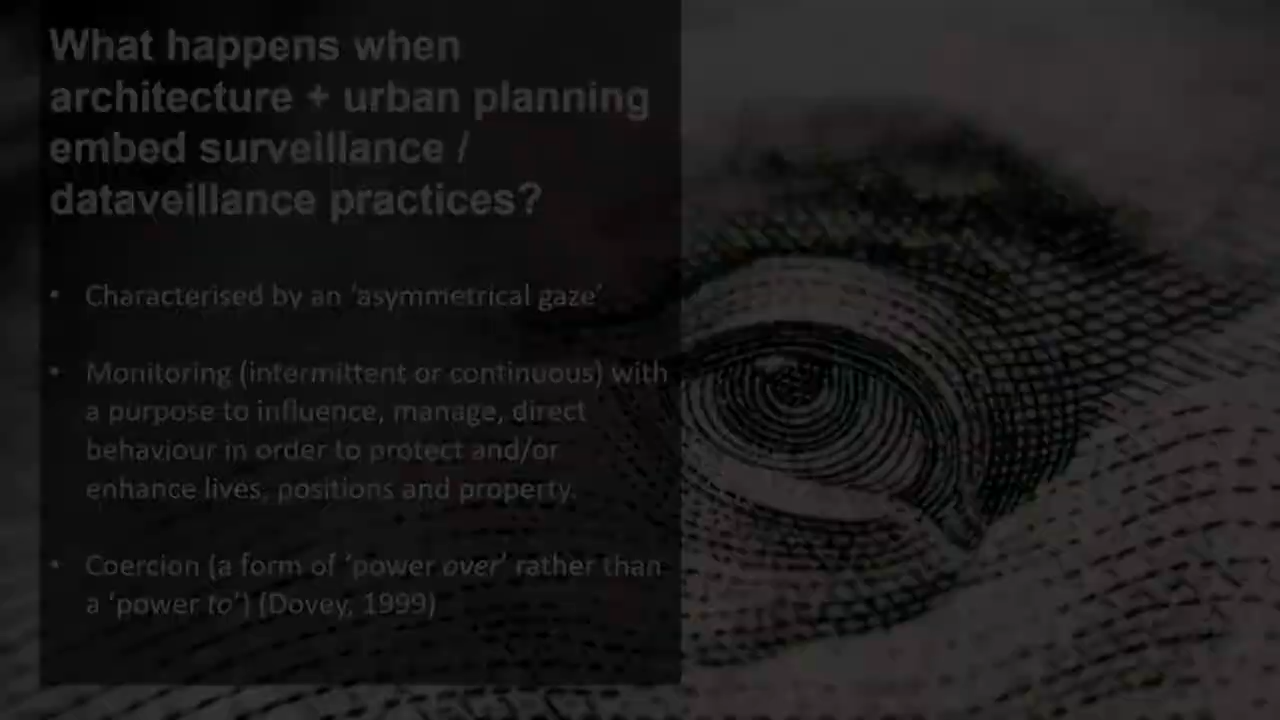 What happens when
architecture + urban planning
embed surveillance /
dataveillance practices?
• Characterised by an ‘asymmetrical gaze’
• Monitoring (intermittent or continuous) with
a purpose to influence, manage, direct
behaviour in order to protect and/or
enhance lives, positions and property.
• Coercion (a form of ‘power over’ rather than
a ‘power to’) (Dovey, 1999)